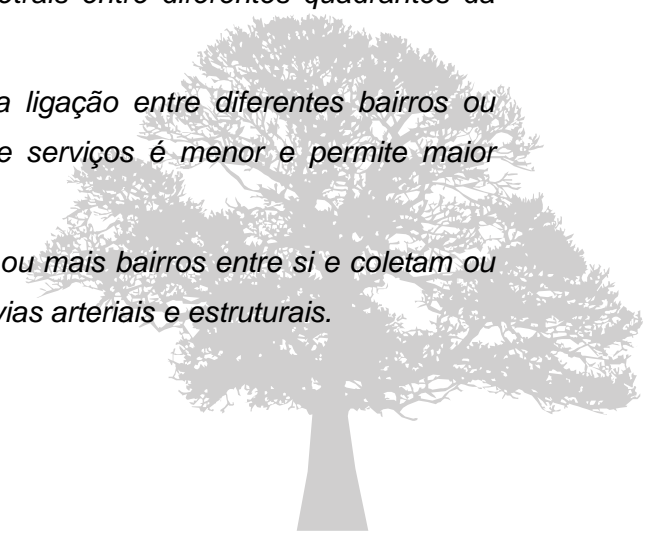 entre diferentes quadrantes da
ligação entre diferentes bairros ou
e serviços é menor e permite maior
ou mais bairros entre si e coletam ou
vias arteriais e estruturais.